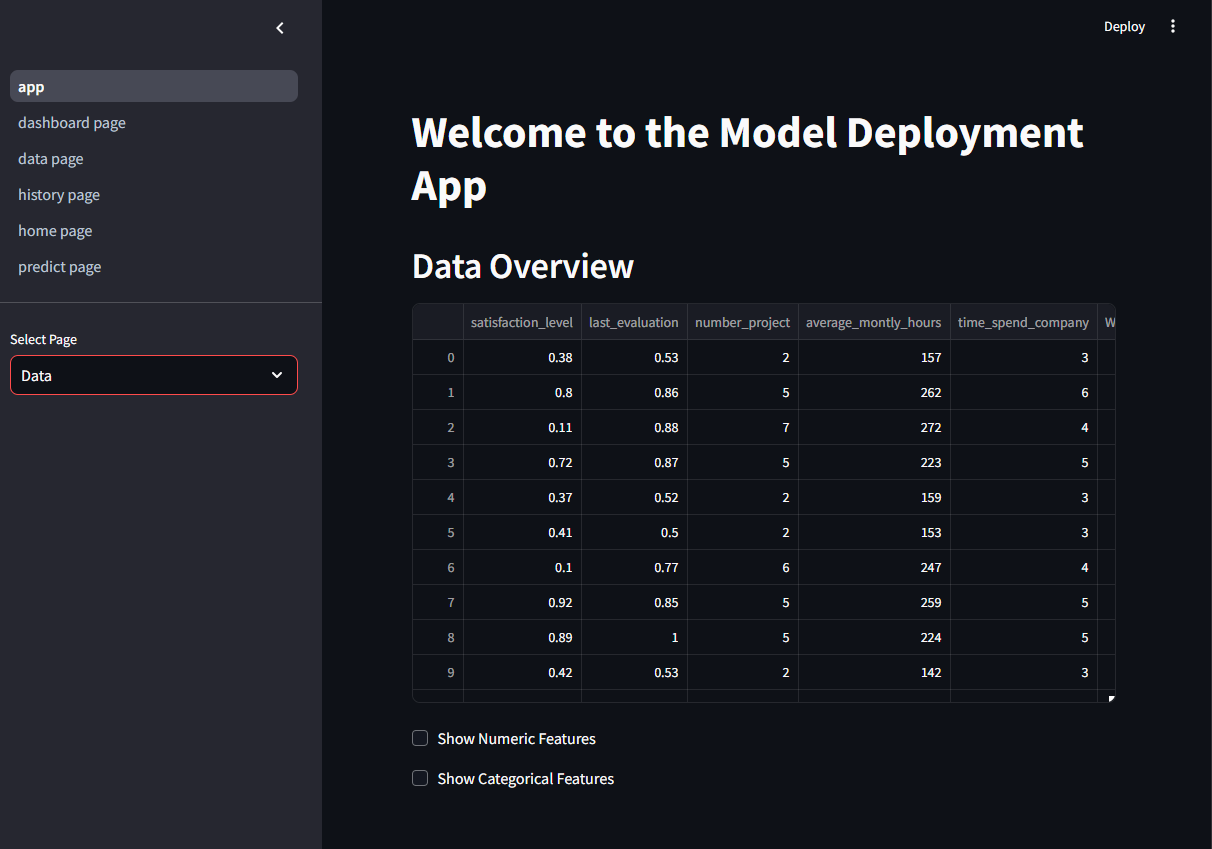 Deploy
app
dashboard page
data page
history page
home page
predict page
Select Page
Data
Welcome to the Model Deployment
App
Data Overview
satisfaction_level last_evaluation number_project average_montly_hours time_spend_company W
0 0.38 0.53 2 157 3
1 0.8 0.86 5 262 6
2 0.11 0.88 7 272 4
3 0.72 0.87 5 223 5
4 0.37 0.52 2 159 3
5 0.41 0.5 2 153 3
6 0.1 0.77 6 247 4
7 0.92 0.85 5 259 5
8 0.89 1 5 224 5
9 0.42 0.53 2 142 3
Show Numeric Features
Show Categorical Features